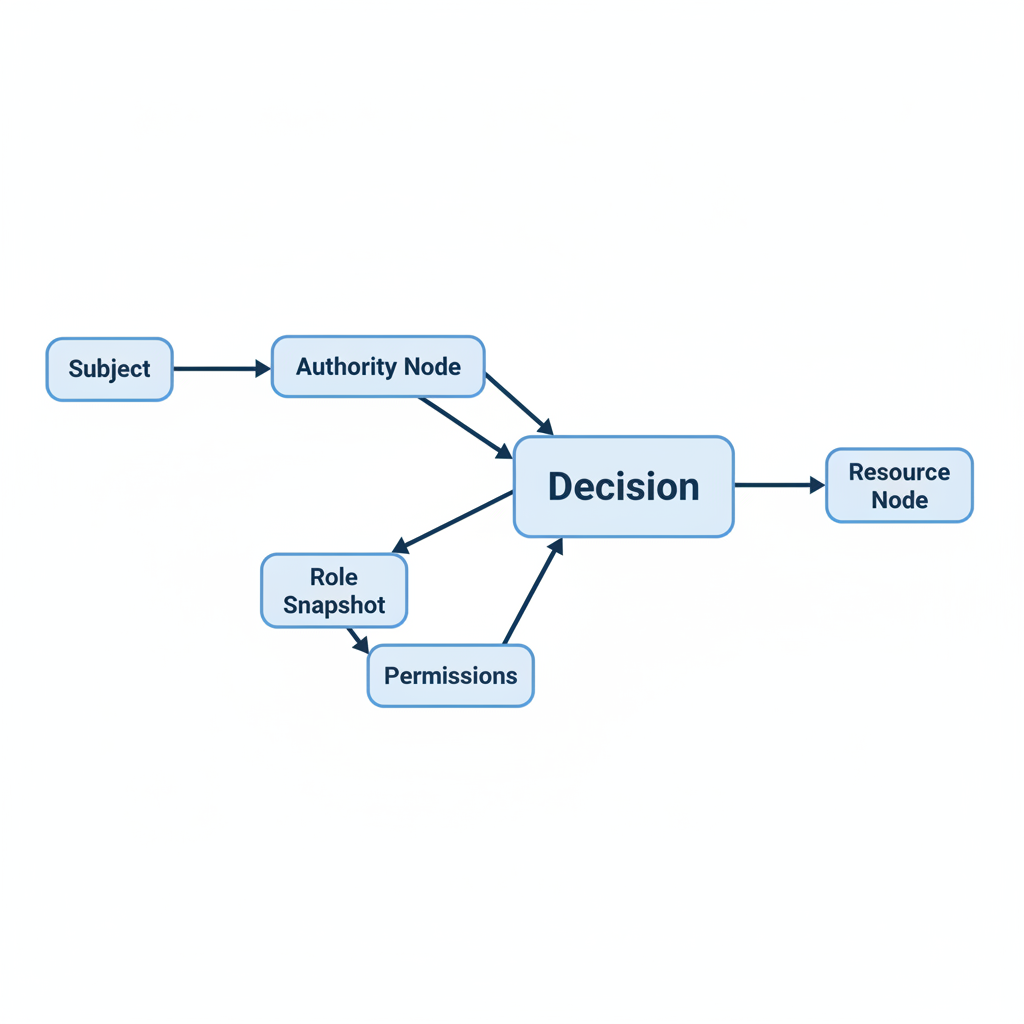 Subject
Authority Node
Decision
Resource
Node
Role
Snapshot
Permissions